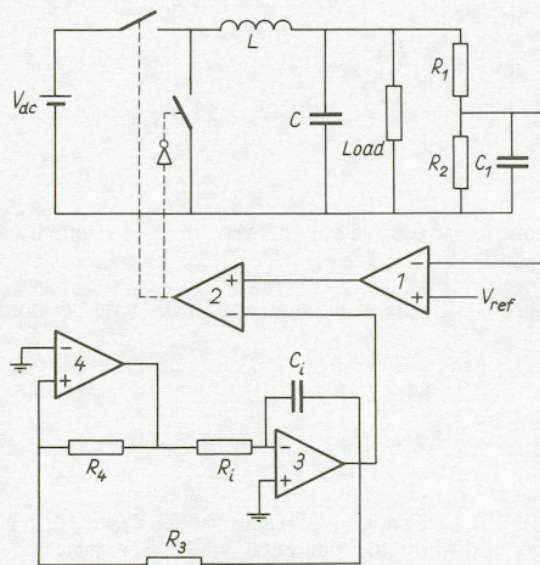 V_dc
L
C
Load
R_1
R_2
C_1
2
+
−
1
−
+
V_ref
4
−
+
R_4
R_i
C_i
3
−
+
R_3